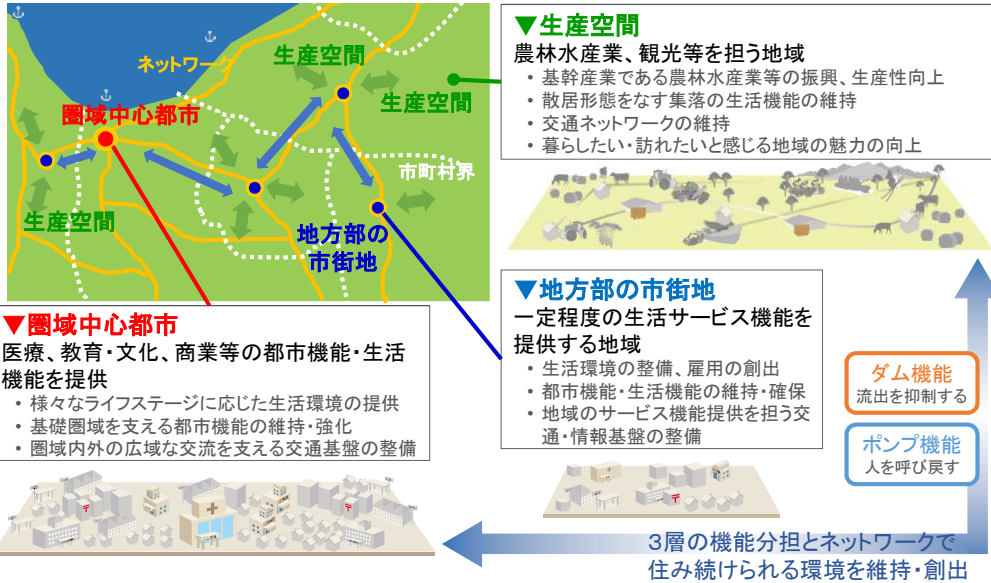 ネットワーク
生産空間
生産空間
圏域中心都市
市町村界
生産空間
地方部の
市街地
▼生産空間
農林水産業、観光等を担う地域
・基幹産業である農林水産業等の振興、生産性向上
・散居形態をなす集落の生活機能の維持
・交通ネットワークの維持
・暮らしたい・訪れたいと感じる地域の魅力の向上
▼圏域中心都市
医療、教育・文化、商業等の都市機能・生活
機能を提供
・様々なライフステージに応じた生活環境の提供
・基礎圏域を支える都市機能の維持・強化
・圏域内外の広域な交流を支える交通基盤の整備
▼地方部の市街地
一定程度の生活サービス機能を
提供する地域
・生活環境の整備、雇用の創出
・都市機能・生活機能の維持・確保
・地域のサービス機能提供を担う交
通・情報基盤の整備
ダム機能
流出を抑制する
ポンプ機能
人を呼び戻す
3層の機能分担とネットワークで
住み続けられる環境を維持・創出